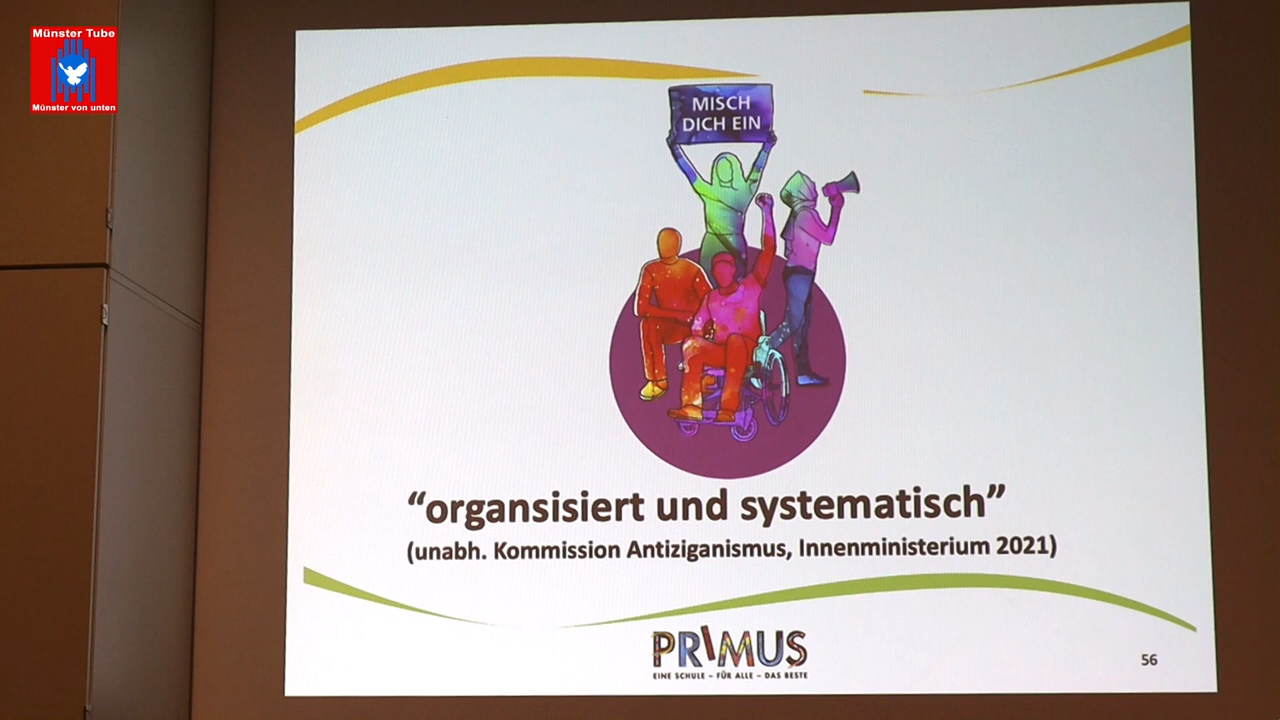 Münster Tube
Münster von unten
MISCH
DICH EIN
“organsisiert und systematisch”
(unabh. Kommission Antiziganismus, Innenministerium 2021)
PRIMUS
EINE SCHULE – FÜR ALLE – DAS BESTE
56